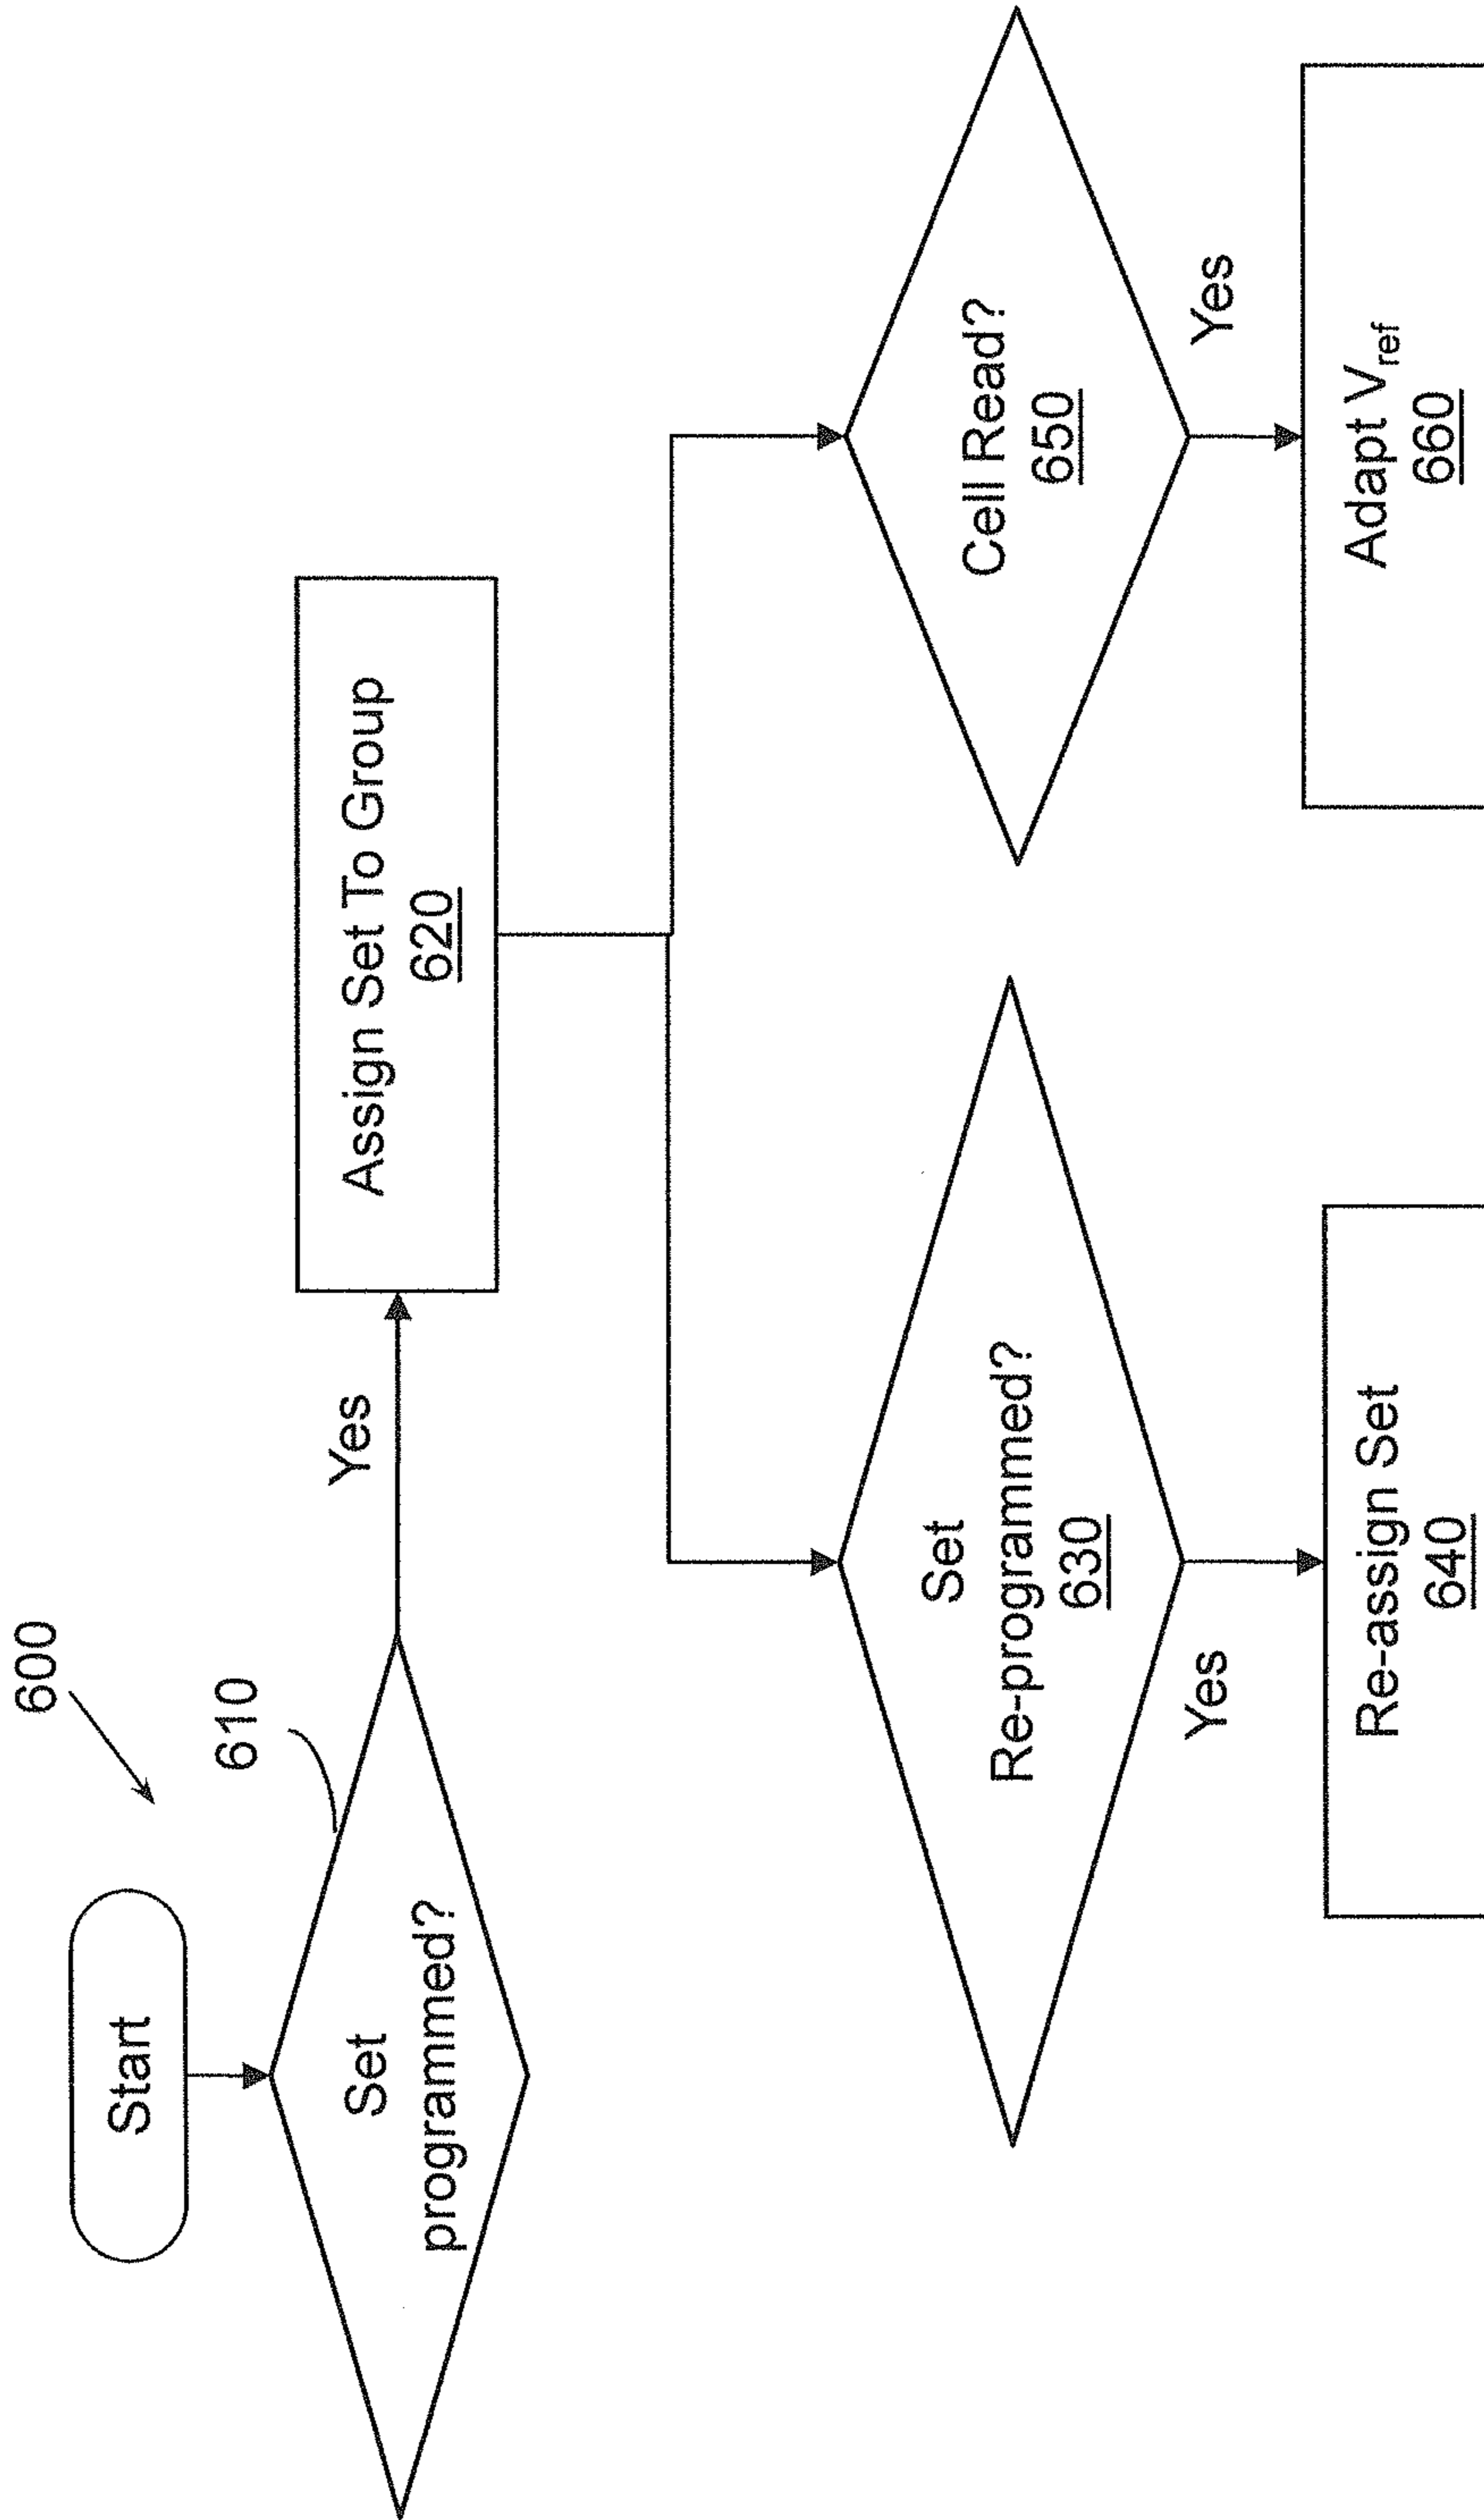 600
Start
610
Set
programmed?
Yes
Assign Set To Group
620
Set
Re-programmed?
630
Yes
Re-assign Set
640
Cell Read?
650
Yes
Adapt Vref
660